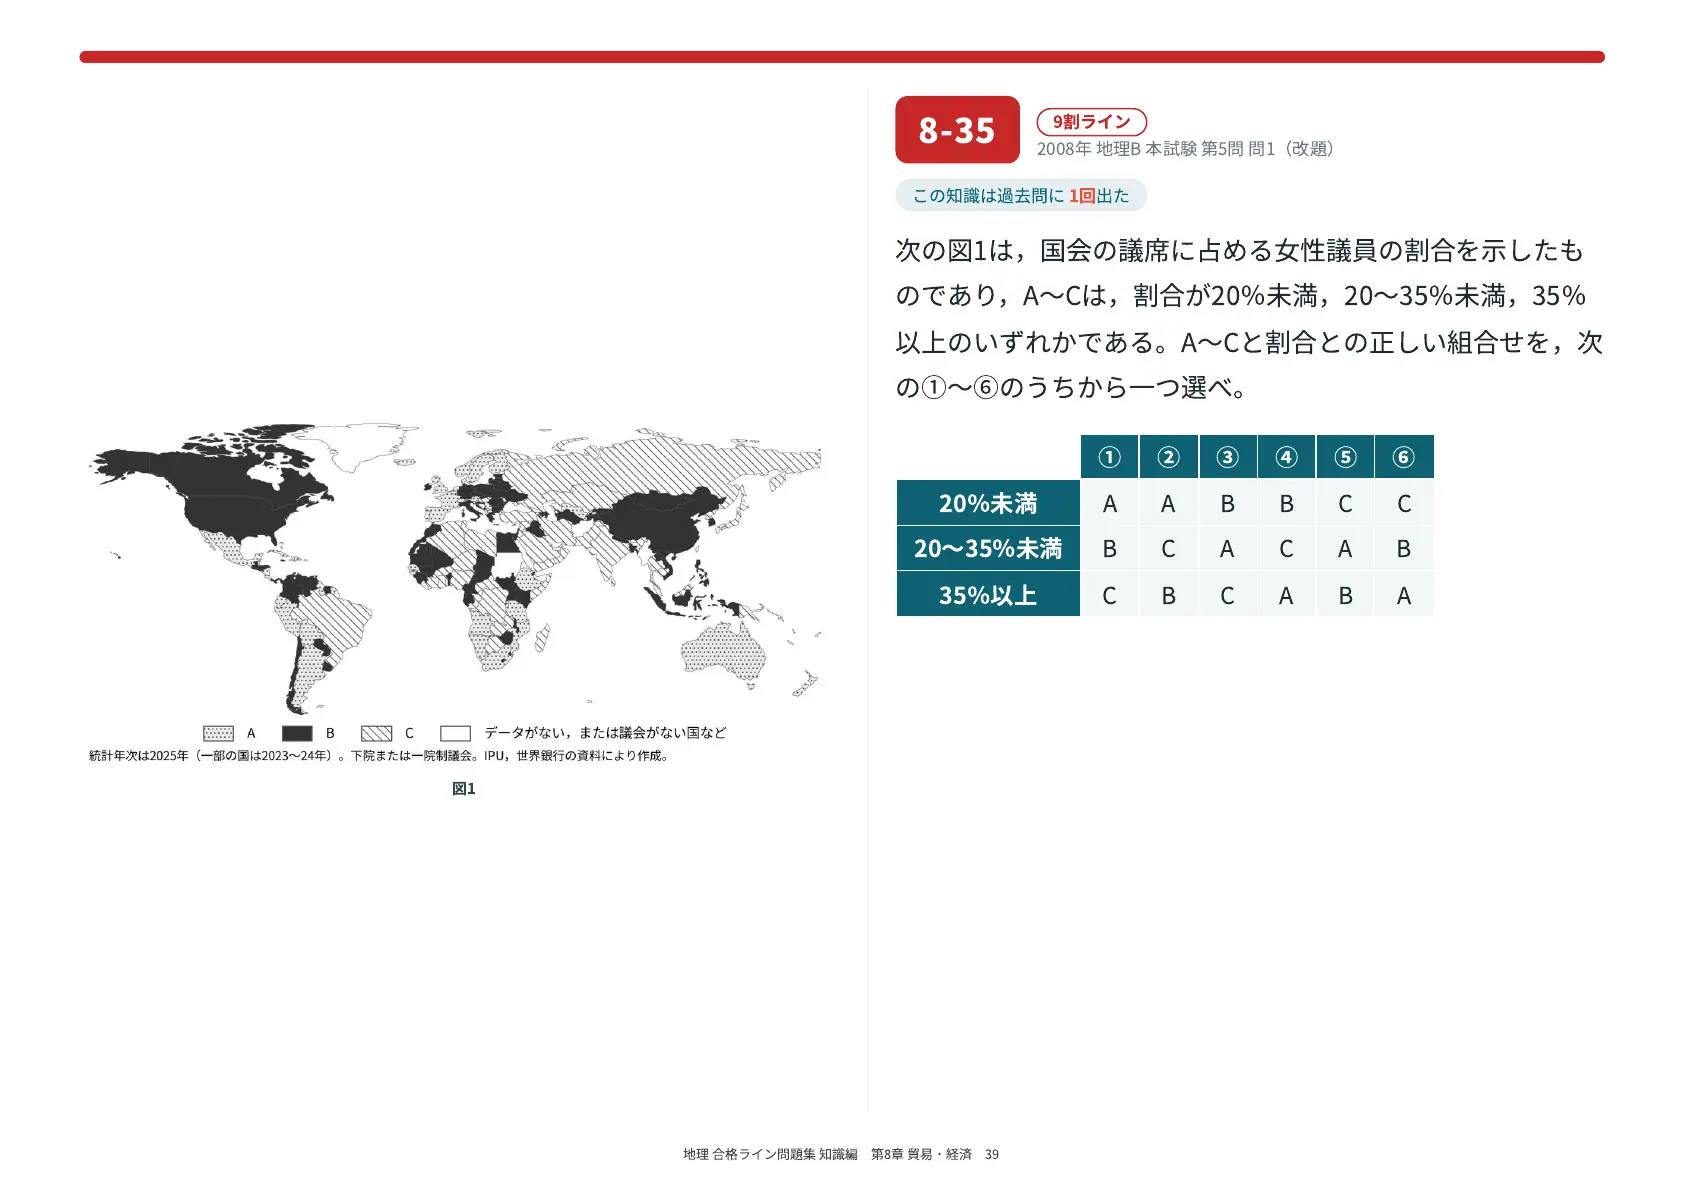 8-35
9割ライン
2008年 地理B 本試験 第5問 問1（改題）
この知識は過去問に 1回出た
次の図1は，国会の議席に占める女性議員の割合を示したも
のであり，A～Cは，割合が20%未満，20～35%未満，35%
以上のいずれかである。A～Cと割合との正しい組合せを，次
の①～⑥のうちから一つ選べ。
① ② ③ ④ ⑤ ⑥
20%未満 A A B B C C
20～35%未満 B C A C A B
35%以上 C B C A B A
A B C データがない，または議会がない国など
統計年次は2025年（一部の国は2023～24年）。下院または一院制議会。IPU，世界銀行の資料により作成。
図1
地理 合格ライン問題集 知識編 第8章 貿易・経済 39